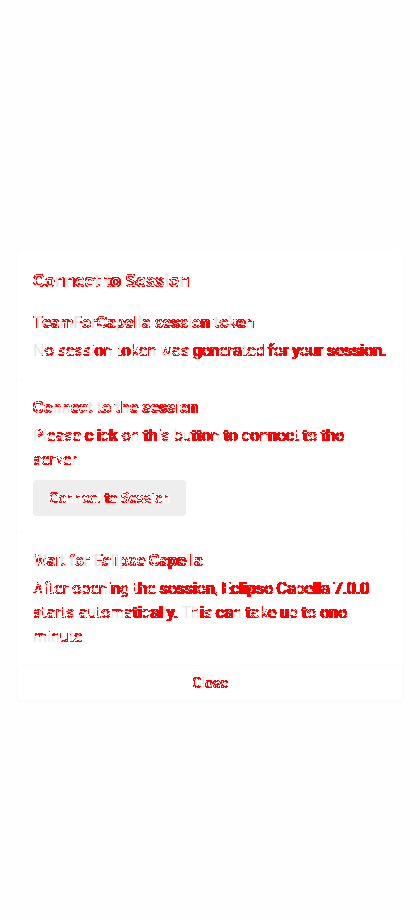 Connect to Session
TeamForCapella session token
No session token was generated for your session.
Connect to the session
Please click on this button to connect to the
server
Connect to Session
Wait for Eclipse Capella
After opening the session, Eclipse Capella 7.0.0
starts automatically. This can take up to one
minute
Close